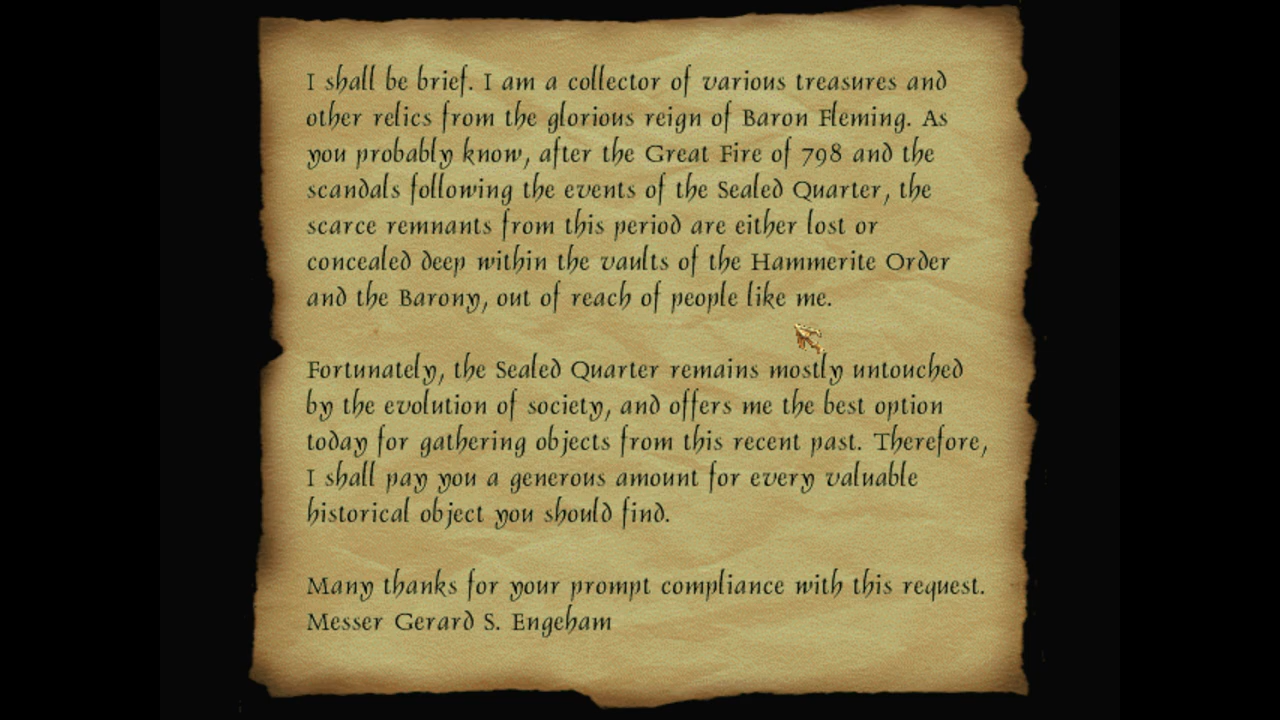 I shall be brief. I am a collector of various treasures and
other relics from the glorious reign of Baron Fleming. As
you probably know, after the Great Fire of 798 and the
scandals following the events of the Sealed Quarter, the
scarce remnants from this period are either lost or
concealed deep within the vaults of the Hammerite Order
and the Barony, out of reach of people like me.
Fortunately, the Sealed Quarter remains mostly untouched
by the evolution of society, and offers me the best option
today for gathering objects from this recent past. Therefore,
I shall pay you a generous amount for every valuable
historical object you should find.
Many thanks for your prompt compliance with this request.
Messer Gerard S. Engeham